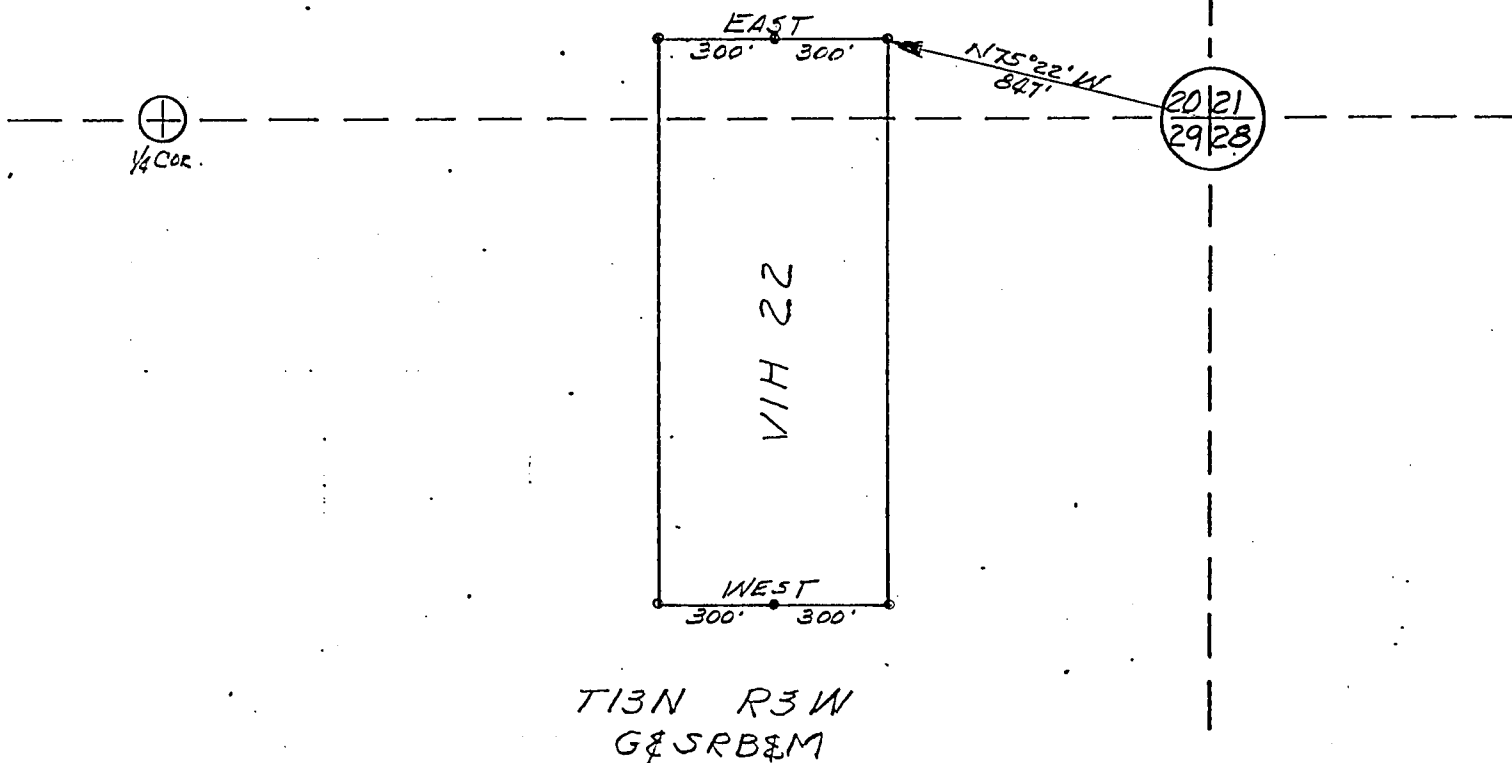 EAST
300' 300'
N75°22'W
847'
20 21
29 28
1/4 COR.
VIH 22
WEST
300' 300'
T13N R3W
G&SRB&M